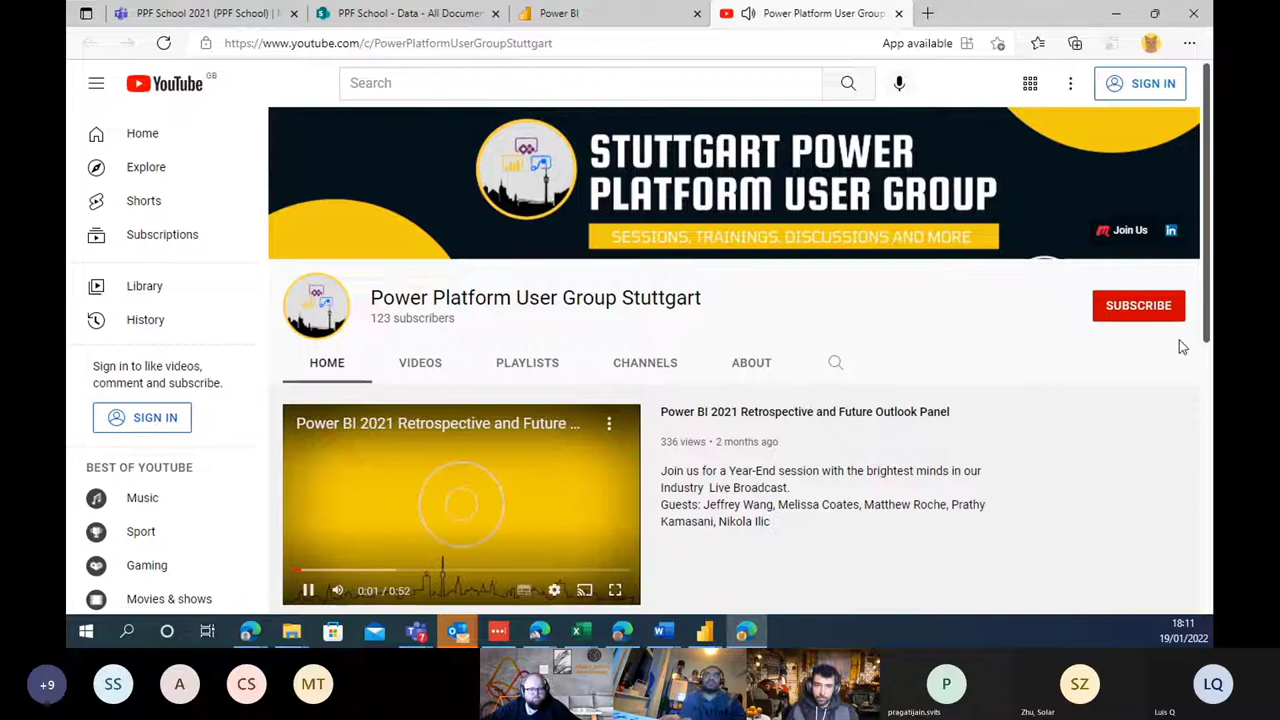 PPF School 2021 (PPF School) |
PPF School - Data - All Documen
Power BI
Power Platform User Group
https://www.youtube.com/c/PowerPlatformUserGroupStuttgart
App available
YouTube GB
Search
SIGN IN
Home
Explore
Shorts
Subscriptions
Library
History
Sign in to like videos,
comment and subscribe.
SIGN IN
BEST OF YOUTUBE
Music
Sport
Gaming
Movies & shows
STUTTGART POWER
PLATFORM USER GROUP
SESSIONS, TRAININGS, DISCUSSIONS AND MORE
Join Us
Power Platform User Group Stuttgart
123 subscribers
SUBSCRIBE
HOME
VIDEOS
PLAYLISTS
CHANNELS
ABOUT
Power BI 2021 Retrospective and Future ...
0:01 / 0:52
Power BI 2021 Retrospective and Future Outlook Panel
336 views • 2 months ago
Join us for a Year-End session with the brightest minds in our
Industry Live Broadcast.
Guests: Jeffrey Wang, Melissa Coates, Matthew Roche, Prathy
Kamasani, Nikola Ilic
18:11
19/01/2022
+9
SS
A
CS
MT
P
pragatijain.svits
SZ
Zhu, Solar
LQ
Luis Q